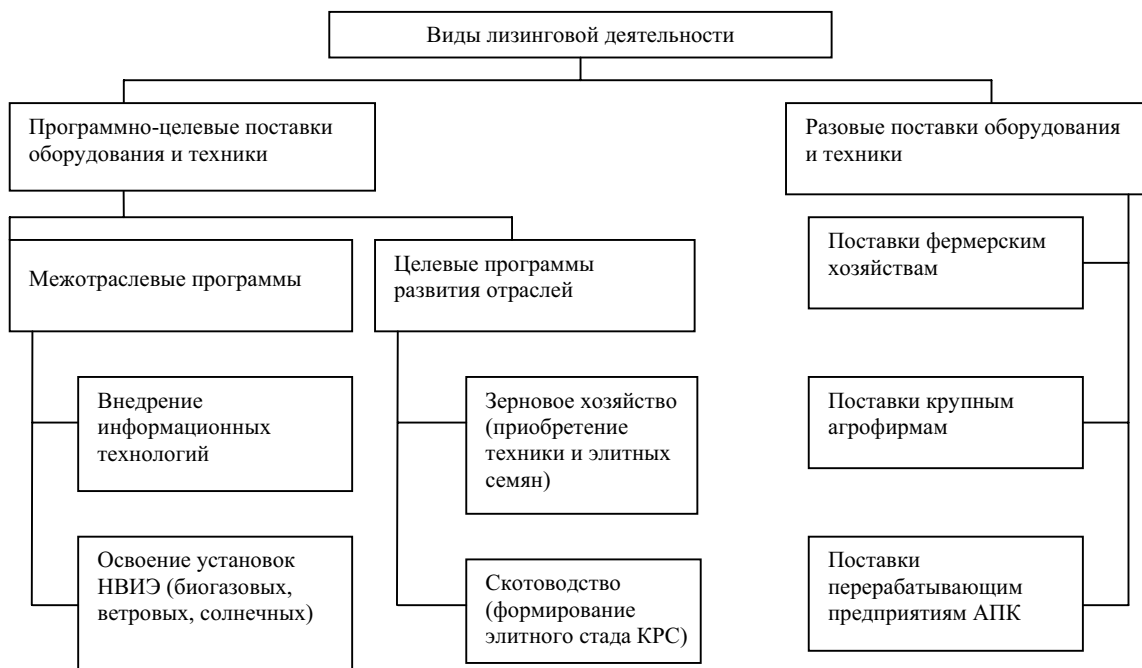 Виды лизинговой деятельности
Программно-целевые поставки
оборудования и техники
Разовые поставки оборудования
и техники
Межотраслевые программы
Целевые программы
развития отраслей
Поставки фермерским
хозяйствам
Внедрение
информационных
технологий
Зерновое хозяйство
(приобретение
техники и элитных
семян)
Поставки крупным
агрофирмам
Освоение установок
НВИЭ (биогазовых,
ветровых, солнечных)
Скотоводство
(формирование
элитного стада КРС)
Поставки
перерабатывающим
предприятиям АПК